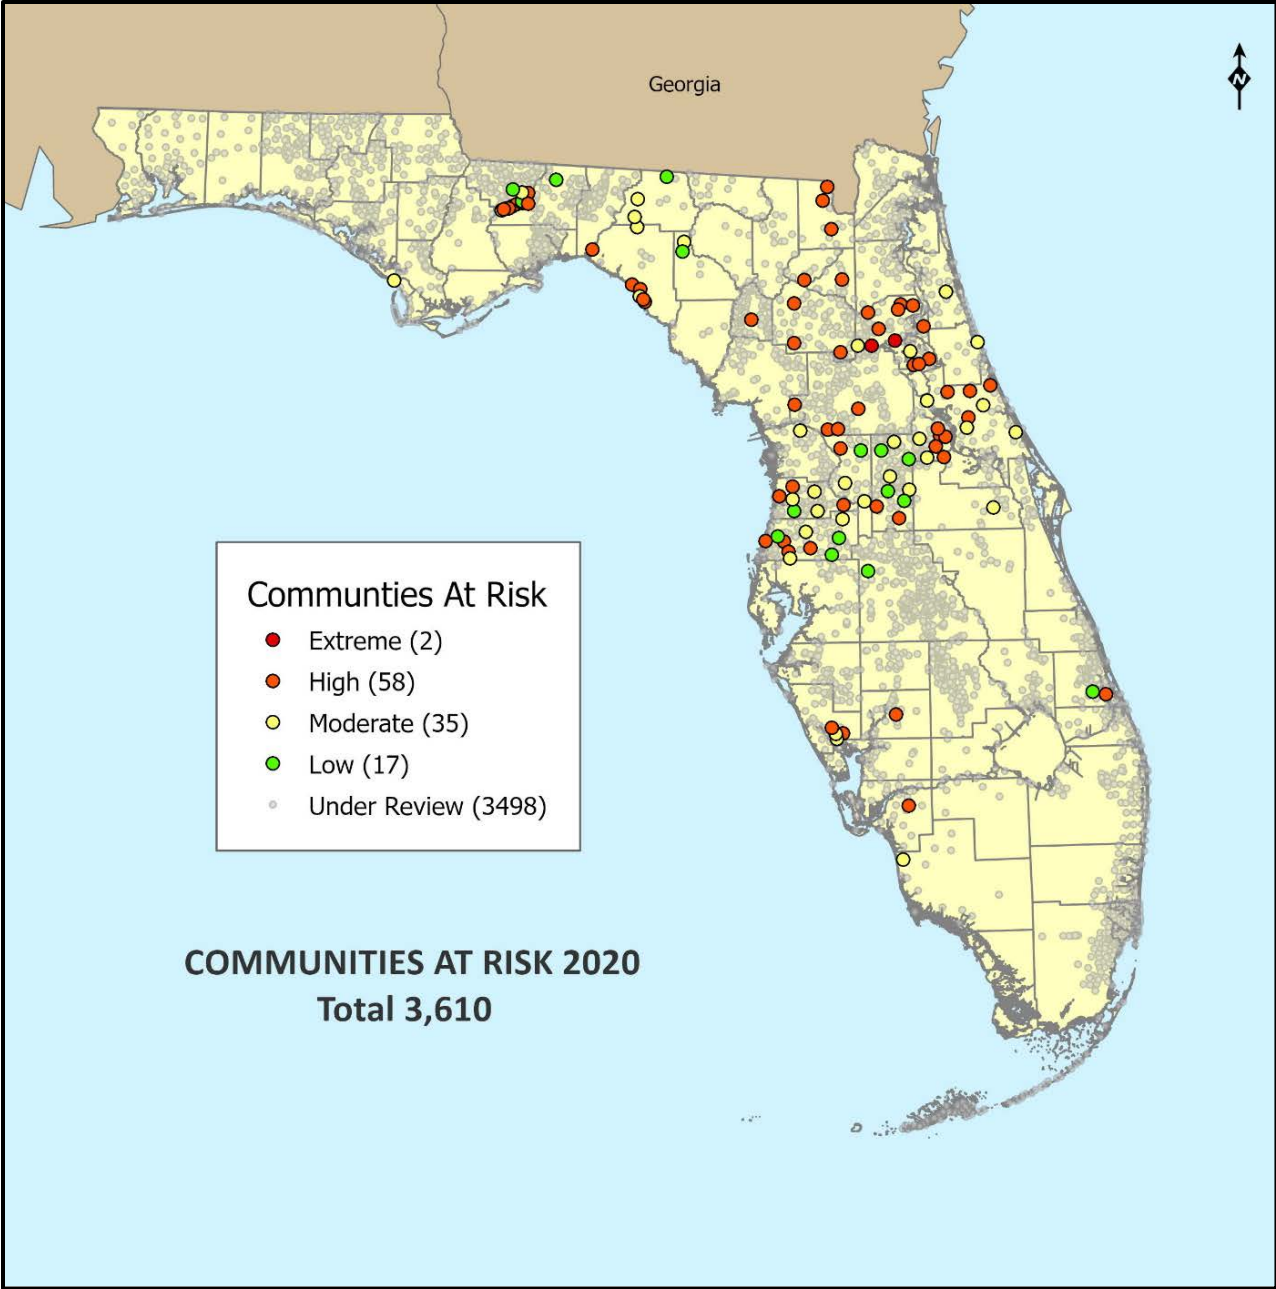 Georgia
N
Communties At Risk
Extreme (2)
High (58)
Moderate (35)
Low (17)
Under Review (3498)
COMMUNITIES AT RISK 2020
Total 3,610